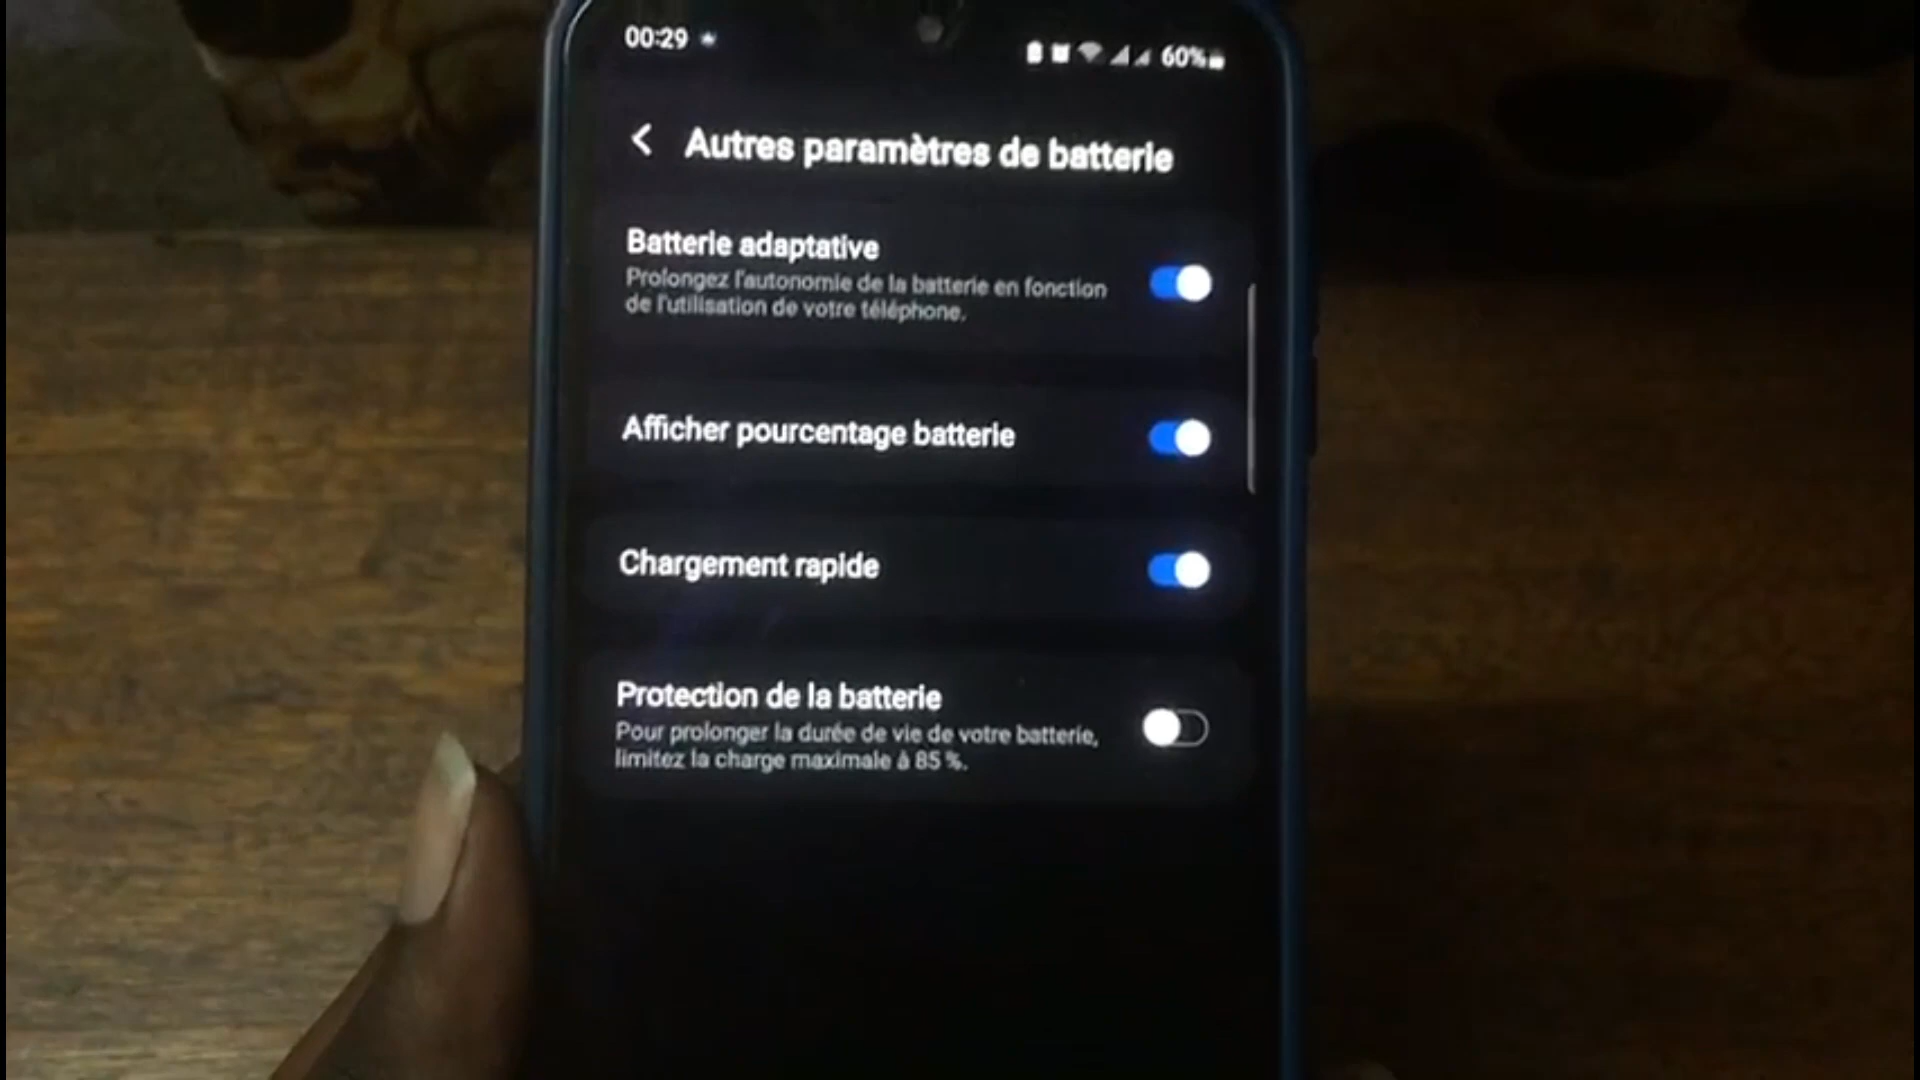 00:29
60%
Autres paramètres de batterie
Batterie adaptative
Prolongez l'autonomie de la batterie en fonction
de l'utilisation de votre téléphone.
Afficher pourcentage batterie
Chargement rapide
Protection de la batterie
Pour prolonger la durée de vie de votre batterie,
limitez la charge maximale à 85 %.